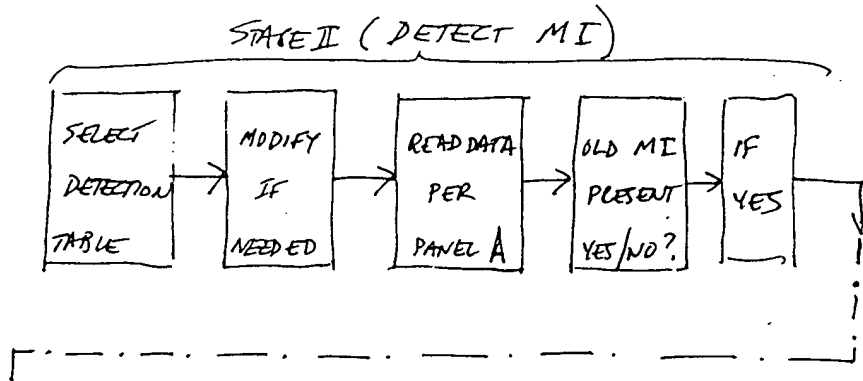 STAGE II (DETECT MI)
SELECT
DETECTION
TABLE
MODIFY
IF
NEEDED
READ DATA
PER
PANEL A
OLD MI
PRESENT
YES/NO?
IF
YES